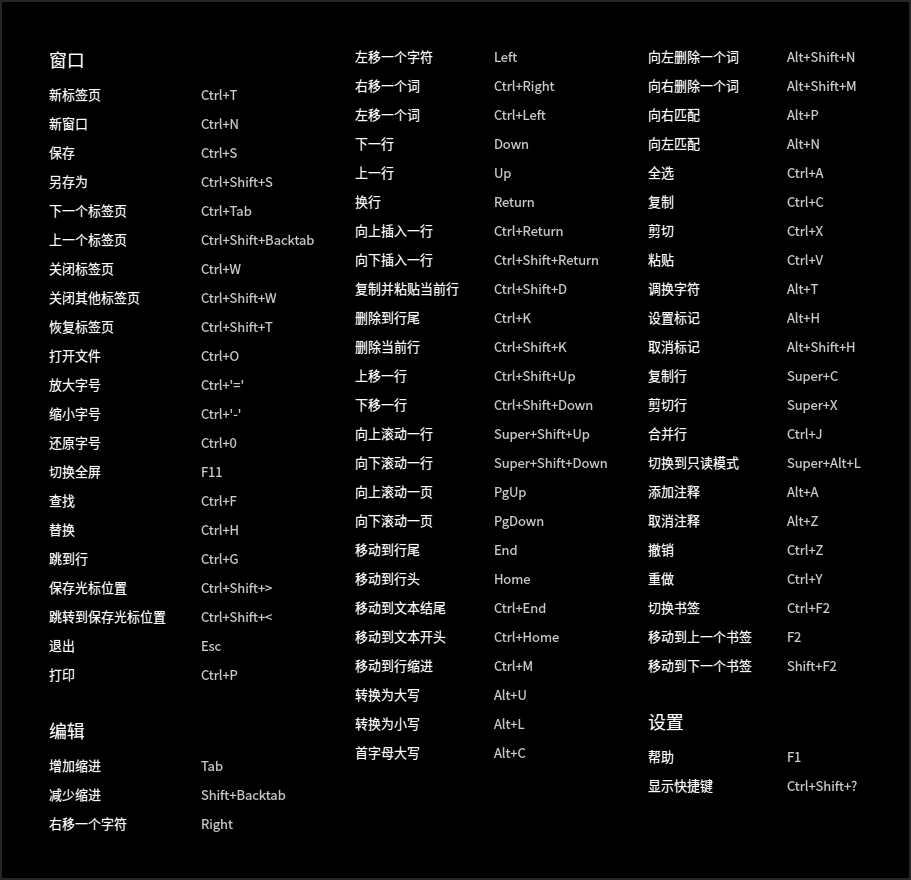 窗口
新标签页 Ctrl+T
新窗口 Ctrl+N
保存 Ctrl+S
另存为 Ctrl+Shift+S
下一个标签页 Ctrl+Tab
上一个标签页 Ctrl+Shift+Backtab
关闭标签页 Ctrl+W
关闭其他标签页 Ctrl+Shift+W
恢复标签页 Ctrl+Shift+T
打开文件 Ctrl+O
放大字号 Ctrl+'='
缩小字号 Ctrl+'-'
还原字号 Ctrl+0
切换全屏 F11
查找 Ctrl+F
替换 Ctrl+H
跳到行 Ctrl+G
保存光标位置 Ctrl+Shift+>
跳转到保存光标位置 Ctrl+Shift+<
退出 Esc
打印 Ctrl+P
编辑
增加缩进 Tab
减少缩进 Shift+Backtab
右移一个字符 Right
左移一个字符 Left
右移一个词 Ctrl+Right
左移一个词 Ctrl+Left
下一行 Down
上一行 Up
换行 Return
向上插入一行 Ctrl+Return
向下插入一行 Ctrl+Shift+Return
复制并粘贴当前行 Ctrl+Shift+D
删除到行尾 Ctrl+K
删除当前行 Ctrl+Shift+K
上移一行 Ctrl+Shift+Up
下移一行 Ctrl+Shift+Down
向上滚动一行 Super+Shift+Up
向下滚动一行 Super+Shift+Down
向上滚动一页 PgUp
向下滚动一页 PgDown
移动到行尾 End
移动到行头 Home
移动到文本结尾 Ctrl+End
移动到文本开头 Ctrl+Home
移动到行缩进 Ctrl+M
转换为大写 Alt+U
转换为小写 Alt+L
首字母大写 Alt+C
向左删除一个词 Alt+Shift+N
向右删除一个词 Alt+Shift+M
向右匹配 Alt+P
向左匹配 Alt+N
全选 Ctrl+A
复制 Ctrl+C
剪切 Ctrl+X
粘贴 Ctrl+V
调换字符 Alt+T
设置标记 Alt+H
取消标记 Alt+Shift+H
复制行 Super+C
剪切行 Super+X
合并行 Ctrl+J
切换到只读模式 Super+Alt+L
添加注释 Alt+A
取消注释 Alt+Z
撤销 Ctrl+Z
重做 Ctrl+Y
切换书签 Ctrl+F2
移动到上一个书签 F2
移动到下一个书签 Shift+F2
设置
帮助 F1
显示快捷键 Ctrl+Shift+?